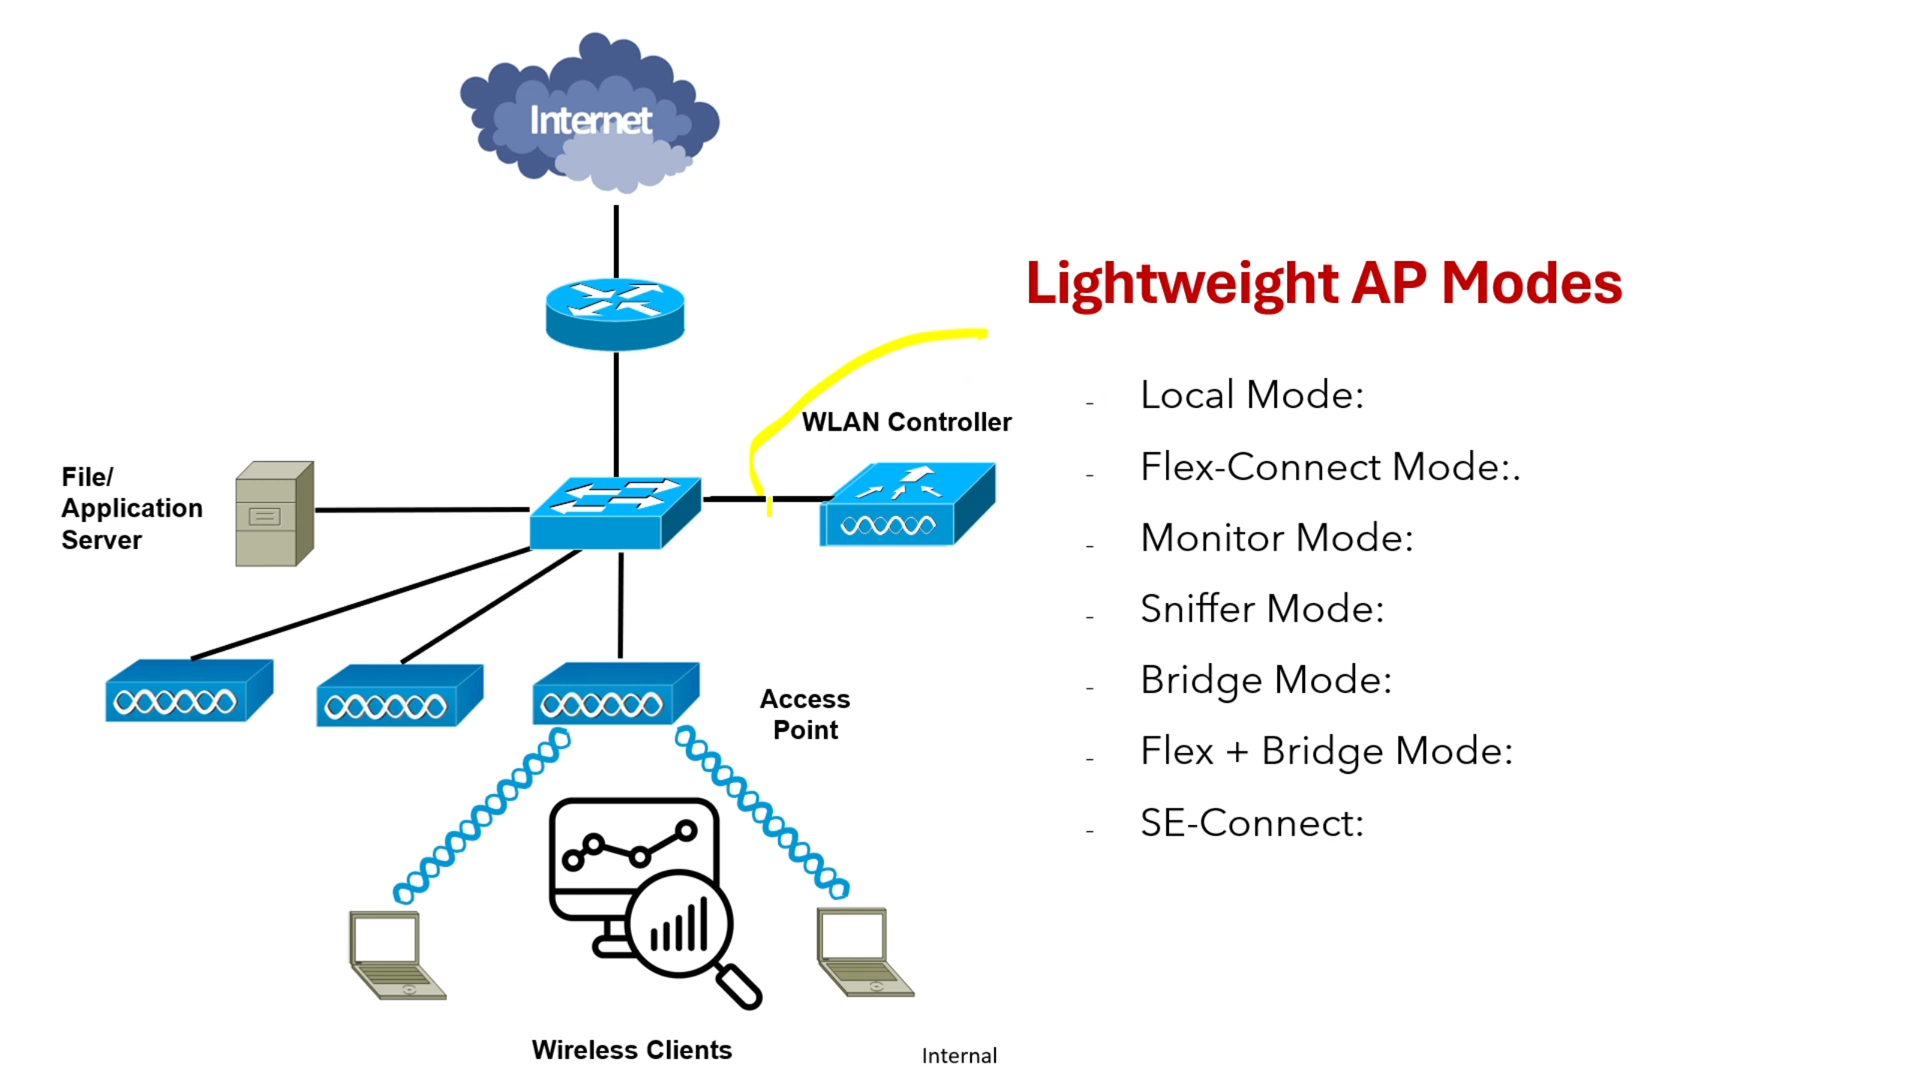 Internet
Lightweight AP Modes
- Local Mode:
- Flex-Connect Mode:.
- Monitor Mode:
- Sniffer Mode:
- Bridge Mode:
- Flex + Bridge Mode:
- SE-Connect:
WLAN Controller
File/
Application
Server
Access
Point
Wireless Clients
Internal